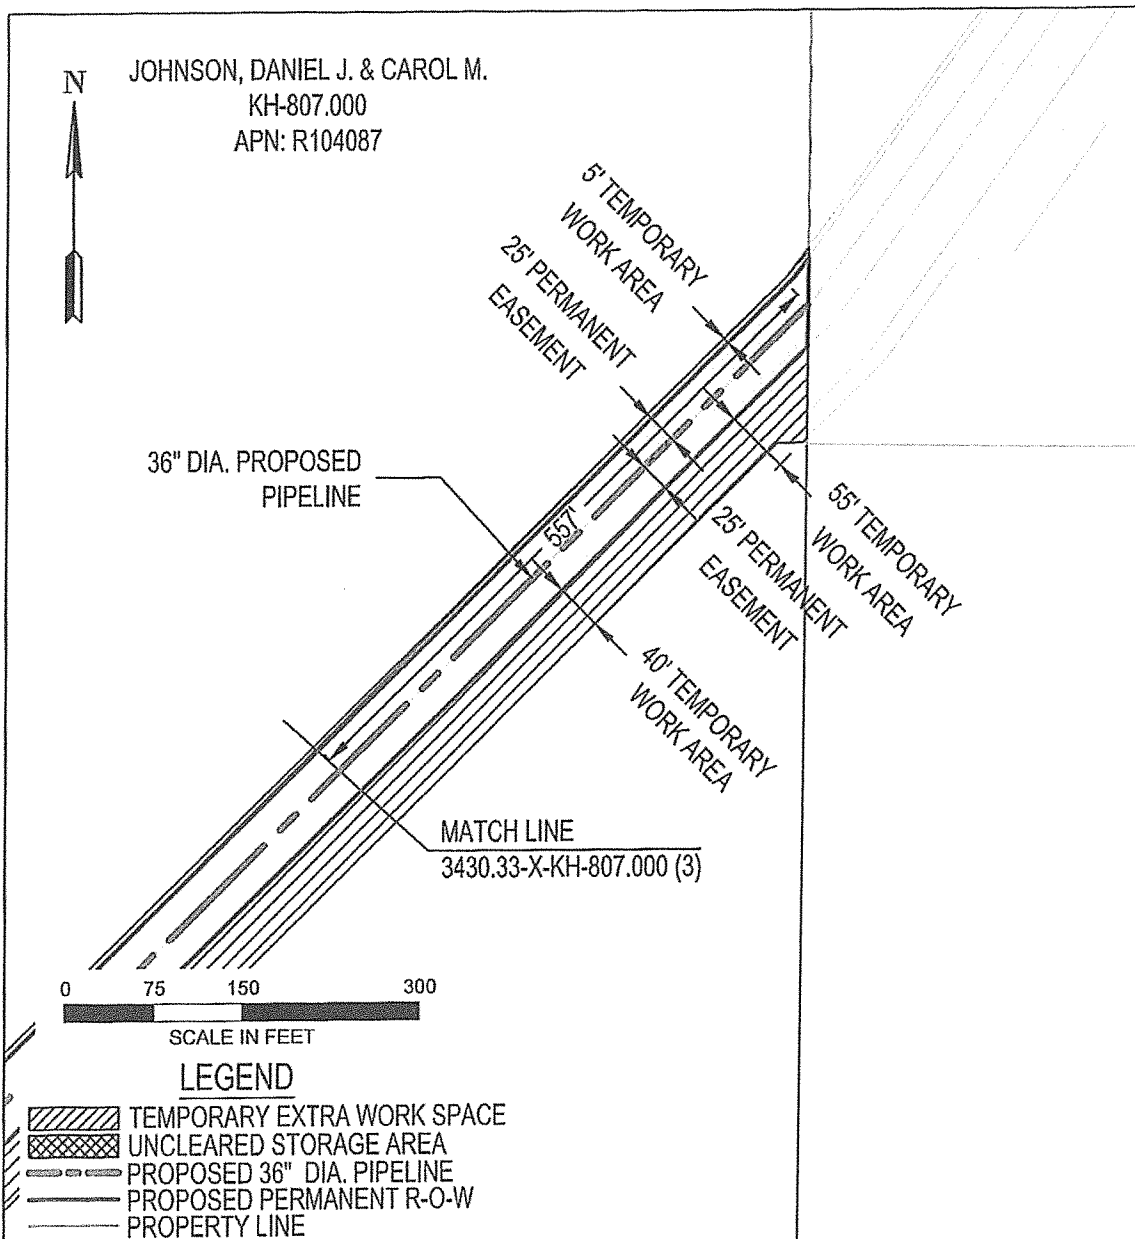 N
JOHNSON, DANIEL J. & CAROL M.
KH-807.000
APN: R104087
5' TEMPORARY
WORK AREA
25' PERMANENT
EASEMENT
36" DIA. PROPOSED
PIPELINE
557'
55' TEMPORARY
WORK AREA
25' PERMANENT
EASEMENT
40' TEMPORARY
WORK AREA
MATCH LINE
3430.33-X-KH-807.000 (3)
0 75 150 300
SCALE IN FEET
LEGEND
TEMPORARY EXTRA WORK SPACE
UNCLEARED STORAGE AREA
PROPOSED 36" DIA. PIPELINE
PROPOSED PERMANENT R-O-W
PROPERTY LINE